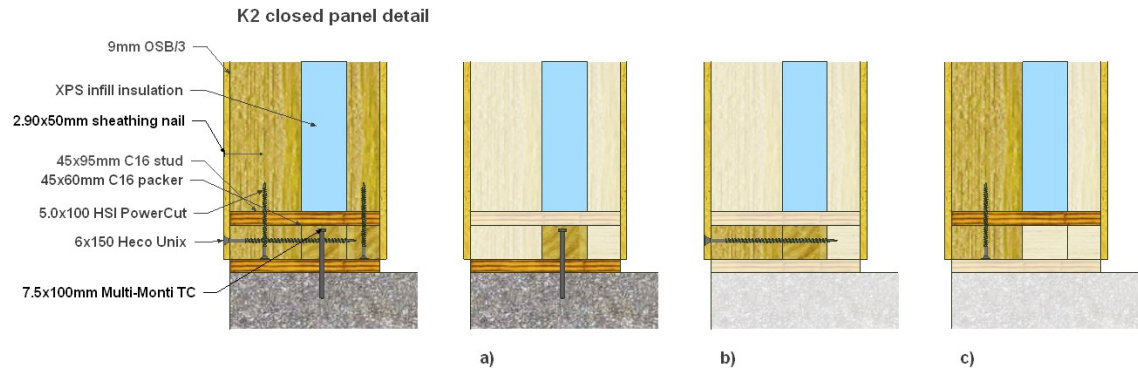 K2 closed panel detail
9mm OSB/3
XPS infill insulation
2.90x50mm sheathing nail
45x95mm C16 stud
45x60mm C16 packer
5.0x100 HSI PowerCut
6x150 Heco Unix
7.5x100mm Multi-Monti TC
a)
b)
c)